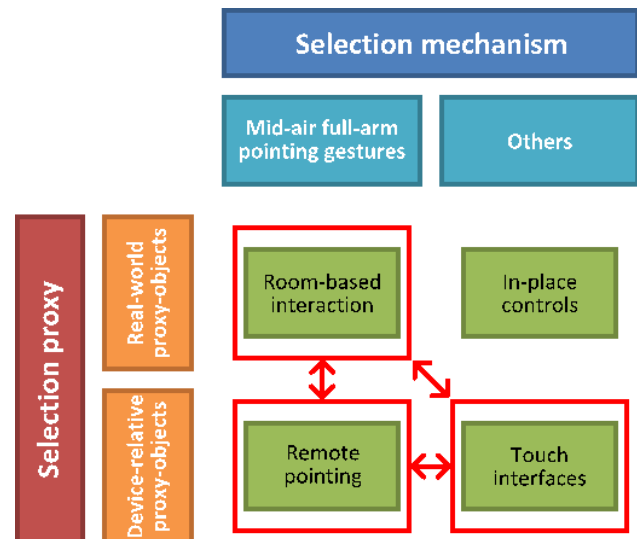 Selection mechanism
Mid-air full-arm
pointing gestures
Others
Selection proxy
Real-world
proxy-objects
Room-based
interaction
In-place
controls
Device-relative
proxy-objects
Remote
pointing
Touch
interfaces